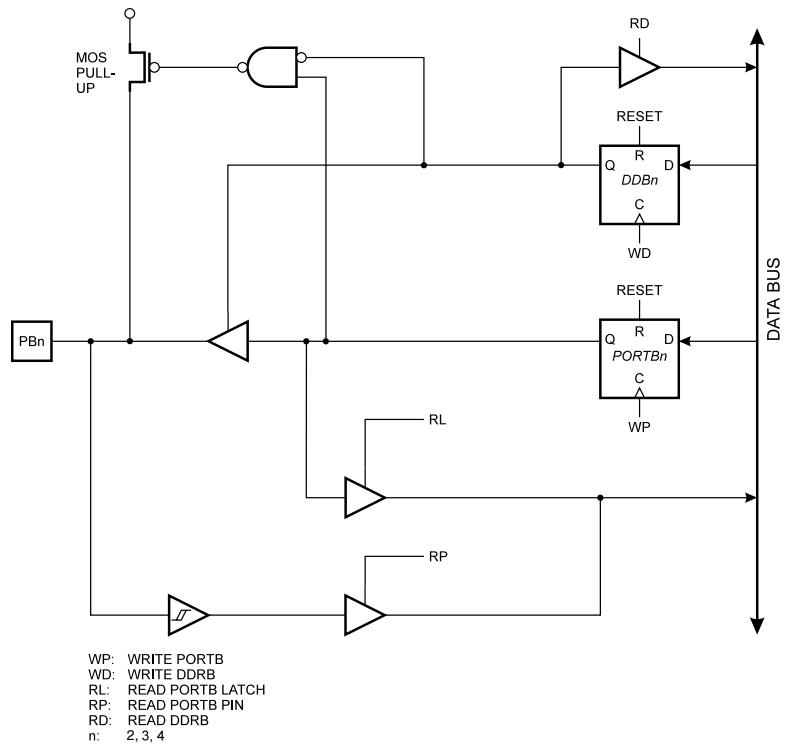 RD
MOS
PULL-
UP
RESET
Q R D
DDBn
C
WD
RESET
PBn
Q R D
PORTBn
C
WP
DATA BUS
RL
RP
WP: WRITE PORTB
WD: WRITE DDRB
RL: READ PORTB LATCH
RP: READ PORTB PIN
RD: READ DDRB
n: 2, 3, 4